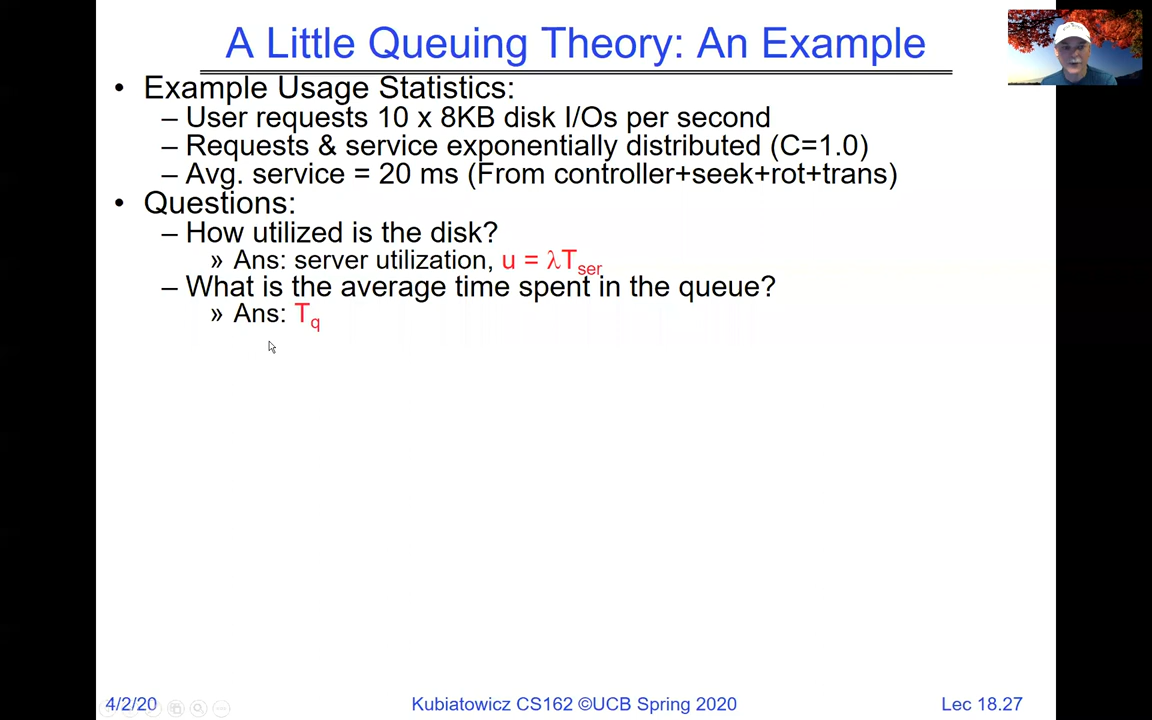 A Little Queuing Theory: An Example
• Example Usage Statistics:
– User requests 10 x 8KB disk I/Os per second
– Requests & service exponentially distributed (C=1.0)
– Avg. service = 20 ms (From controller+seek+rot+trans)
• Questions:
– How utilized is the disk?
» Ans: server utilization, u = λTser
– What is the average time spent in the queue?
» Ans: Tq
4/2/20
Kubiatowicz CS162 ©UCB Spring 2020
Lec 18.27